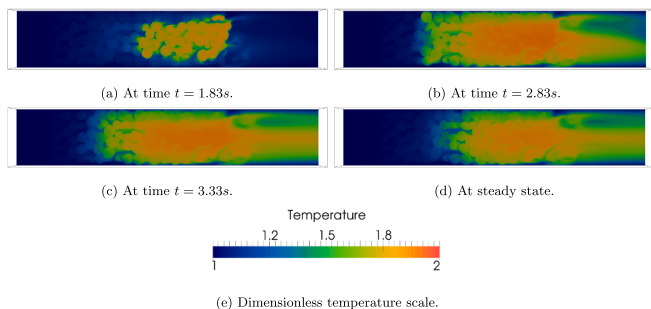 (a) At time t = 1.83s.
(b) At time t = 2.83s.
(c) At time t = 3.33s.
(d) At steady state.
Temperature
1.2 1.5 1.8
1 2
(e) Dimensionless temperature scale.